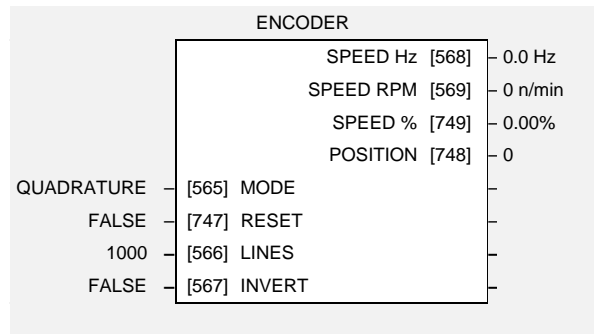 ENCODER
SPEED Hz [568] – 0.0 Hz
SPEED RPM [569] – 0 n/min
SPEED % [749] – 0.00%
POSITION [748] – 0
QUADRATURE – [565] MODE –
FALSE – [747] RESET –
1000 – [566] LINES –
FALSE – [567] INVERT –